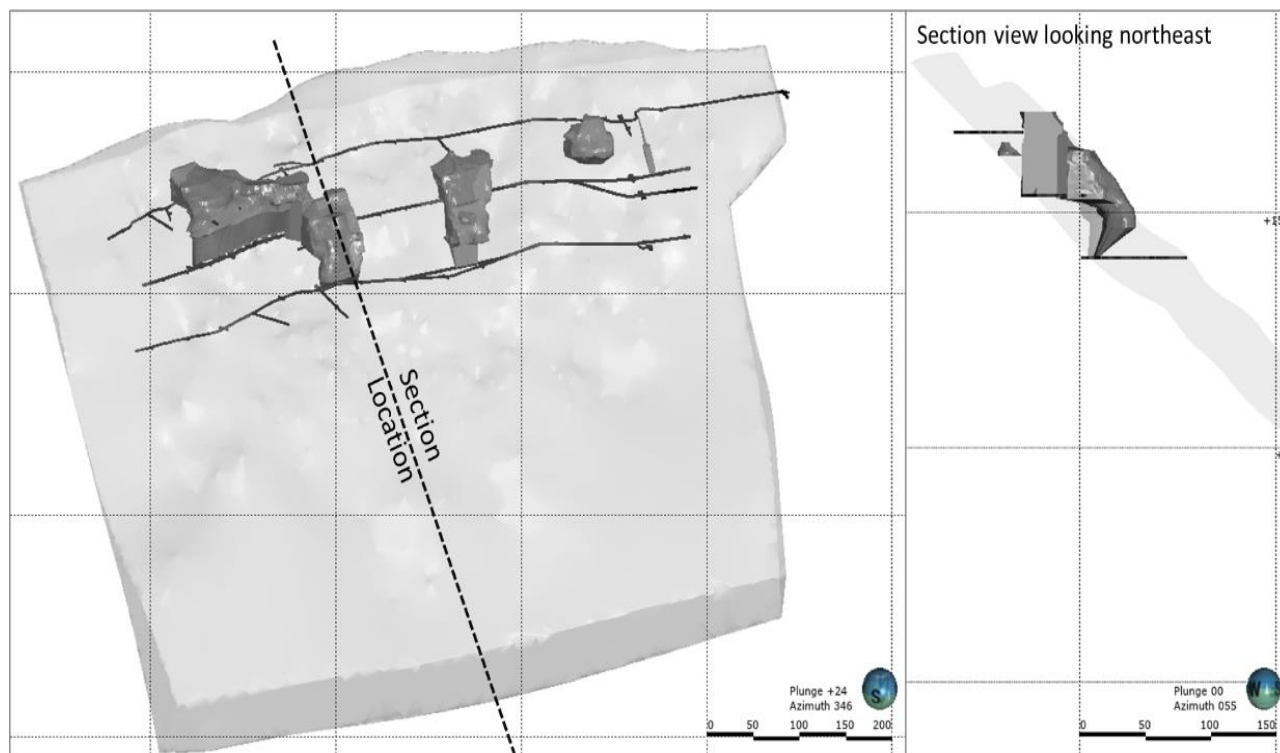 Section view looking northeast
Section
Location
Plunge +24
Azimuth 346
S
0 50 100 150 200
Plunge 00
Azimuth 055
W
0 50 100 150